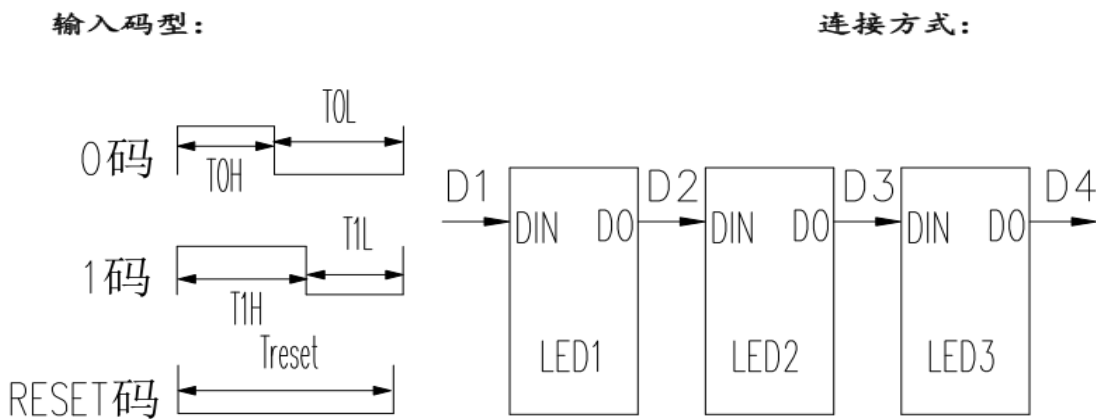 输入码型:
连接方式:
0码
T0H
T0L
1码
T1H
T1L
RESET码
Treset
D1
DIN DO
LED1
D2
DIN DO
LED2
D3
DIN DO
LED3
D4